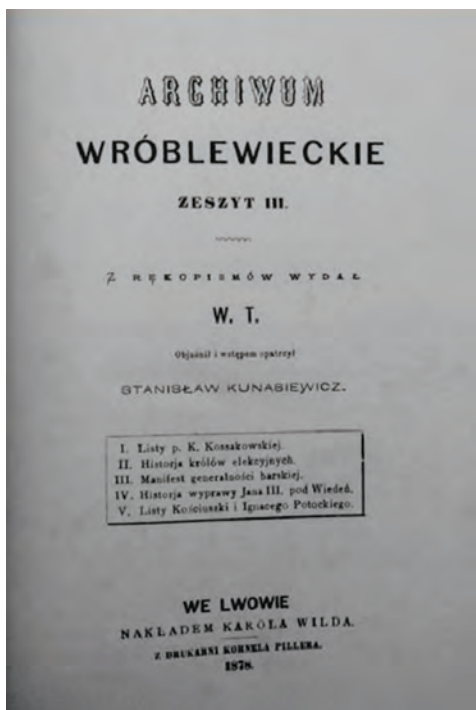 ARCHIWUM
WRÓBLEWIECKIE
ZESZYT III.
Z RĘKOPISMÓW WYDAŁ
W. T.
Objaśnił i wstępem opatrzył
STANISŁAW KUNASIEWICZ.
I. Listy p. K. Kossakowskiej.
II. Historja królów elekcyjnych.
III. Manifest generalności barskiej.
IV. Historja wyprawy Jana III. pod Wiedeń.
V. Listy Kościuszki i Ignacego Potockiego.
WE LWOWIE
NAKŁADEM KAROLA WILDA.
Z DRUKARNI KORNELA PILLERA.
1878.